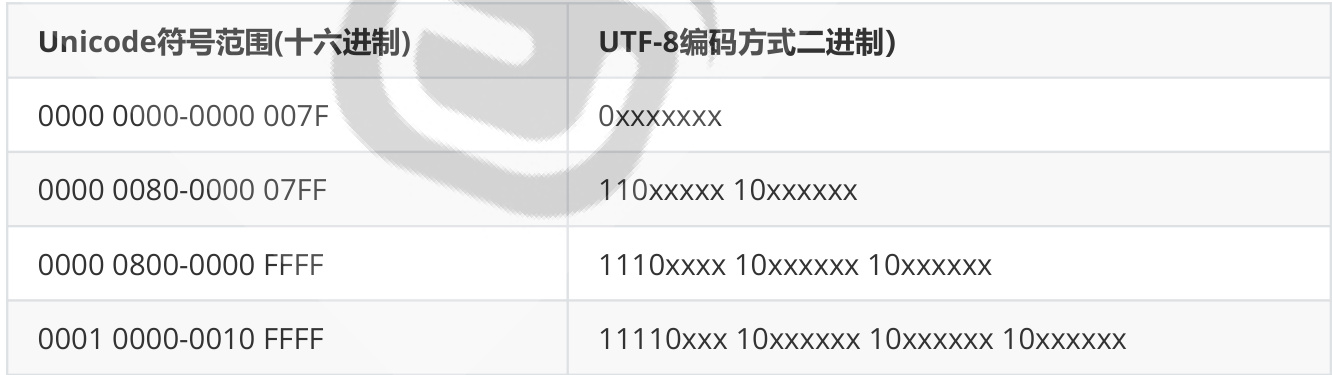 Unicode符号范围(十六进制) UTF-8编码方式二进制)
0000 0000-0000 007F 0xxxxxxx
0000 0080-0000 07FF 110xxxxx 10xxxxxx
0000 0800-0000 FFFF 1110xxxx 10xxxxxx 10xxxxxx
0001 0000-0010 FFFF 11110xxx 10xxxxxx 10xxxxxx 10xxxxxx